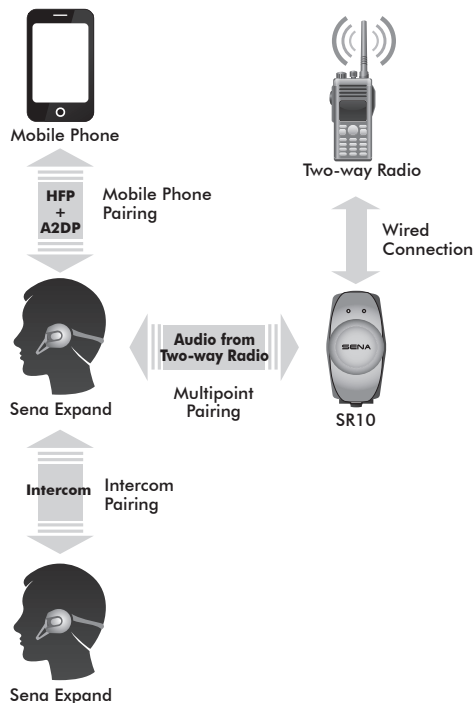 Mobile Phone
Two-way Radio
HFP
+
A2DP
Mobile Phone
Pairing
Wired
Connection
Sena Expand
Audio from
Two-way Radio
Multipoint
Pairing
SENA
SR10
Intercom
Intercom
Pairing
Sena Expand